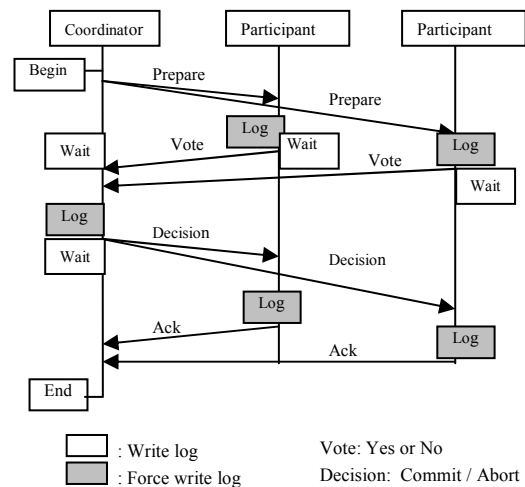 Coordinator Participant Participant
Begin
Prepare
Prepare
Log
Wait Vote Wait Log
Vote
Wait
Log
Decision
Wait
Decision
Log
Ack
Log
Ack
End
: Write log Vote: Yes or No
: Force write log Decision: Commit / Abort